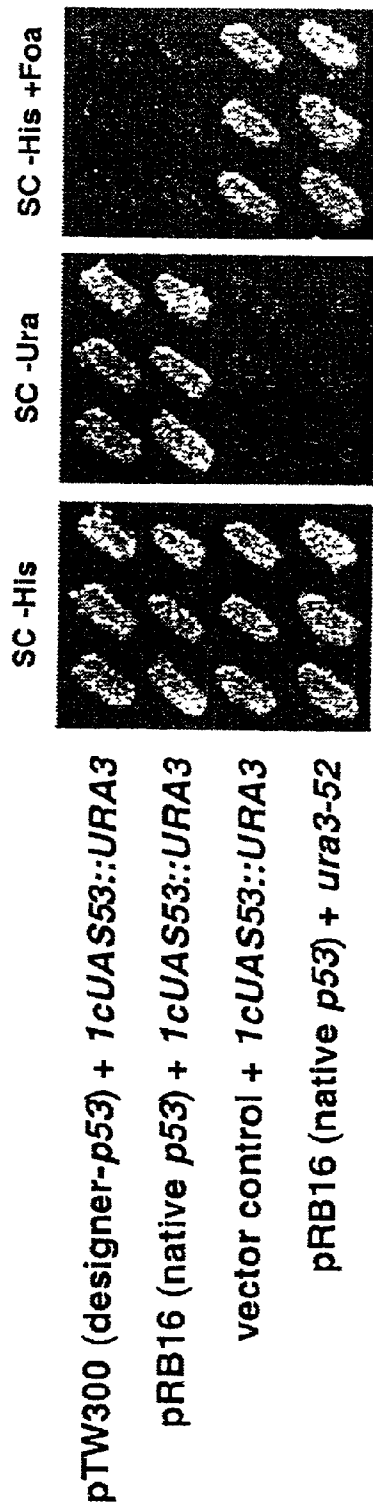 SC -His
SC -Ura
SC -His +Foa
pTW300 (designer-p53) + 1cUAS53::URA3
pRB16 (native p53) + 1cUAS53::URA3
vector control + 1cUAS53::URA3
pRB16 (native p53) + ura3-52